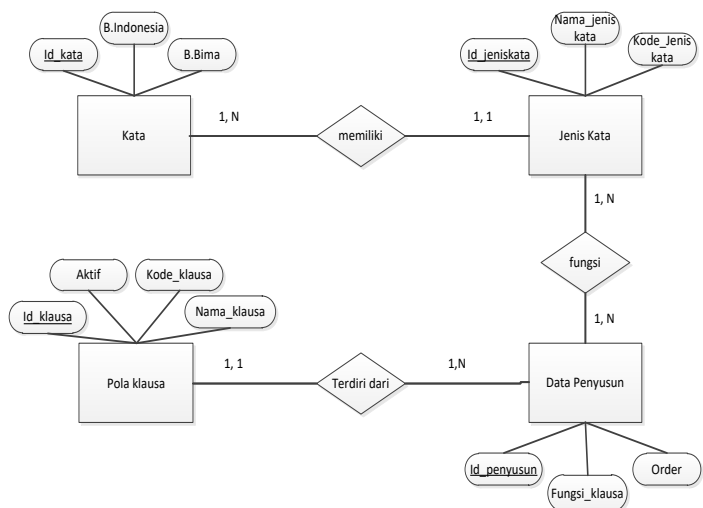 B.Indonesia
Id_kata
B.Bima
Kata
1, N
memiliki
1, 1
Nama_jenis
kata
Id_jeniskata
Kode_Jenis
kata
Jenis Kata
1, N
fungsi
1, N
Aktif
Kode_klausa
Id_klausa
Nama_klausa
Pola klausa
1, 1
Terdiri dari
1,N
Data Penyusun
Id_penyusun
Fungsi_klausa
Order